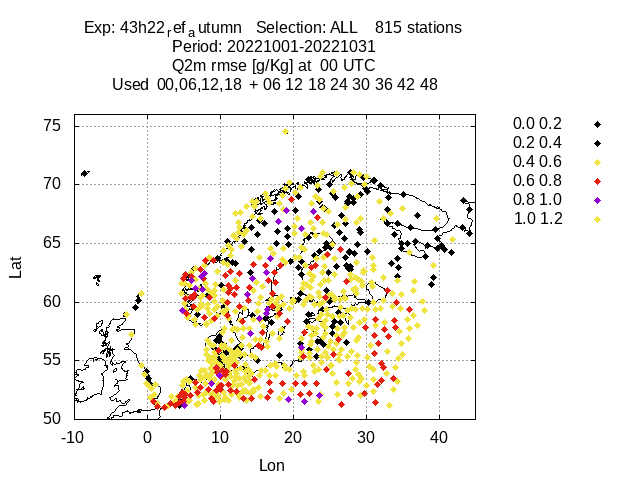 Exp: 43h22refautumn Selection: ALL 815 stations
Period: 20221001-20221031
Q2m rmse [g/Kg] at 00 UTC
Used 00,06,12,18 + 06 12 18 24 30 36 42 48
75
70
65
60
55
50
-10 0 10 20 30 40
Lat
Lon
0.0 0.2
0.2 0.4
0.4 0.6
0.6 0.8
0.8 1.0
1.0 1.2